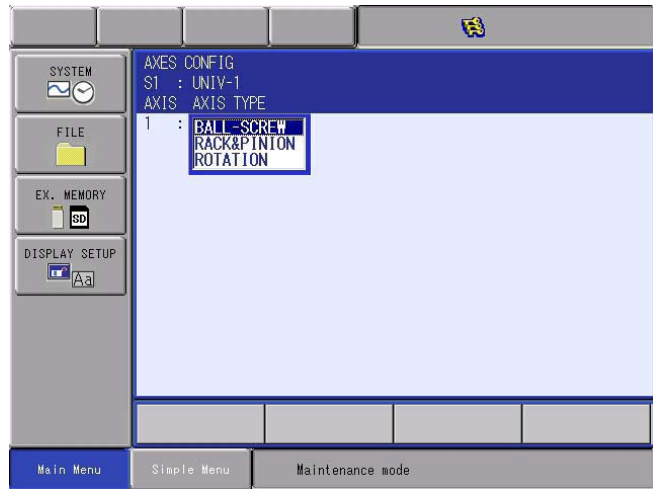 SYSTEM
FILE
EX. MEMORY
SD
DISPLAY SETUP
Aa
AXES CONFIG
S1 : UNIV-1
AXIS AXIS TYPE
1 : BALL-SCREW
RACK&PINION
ROTATION
Main Menu
Simple Menu
Maintenance mode